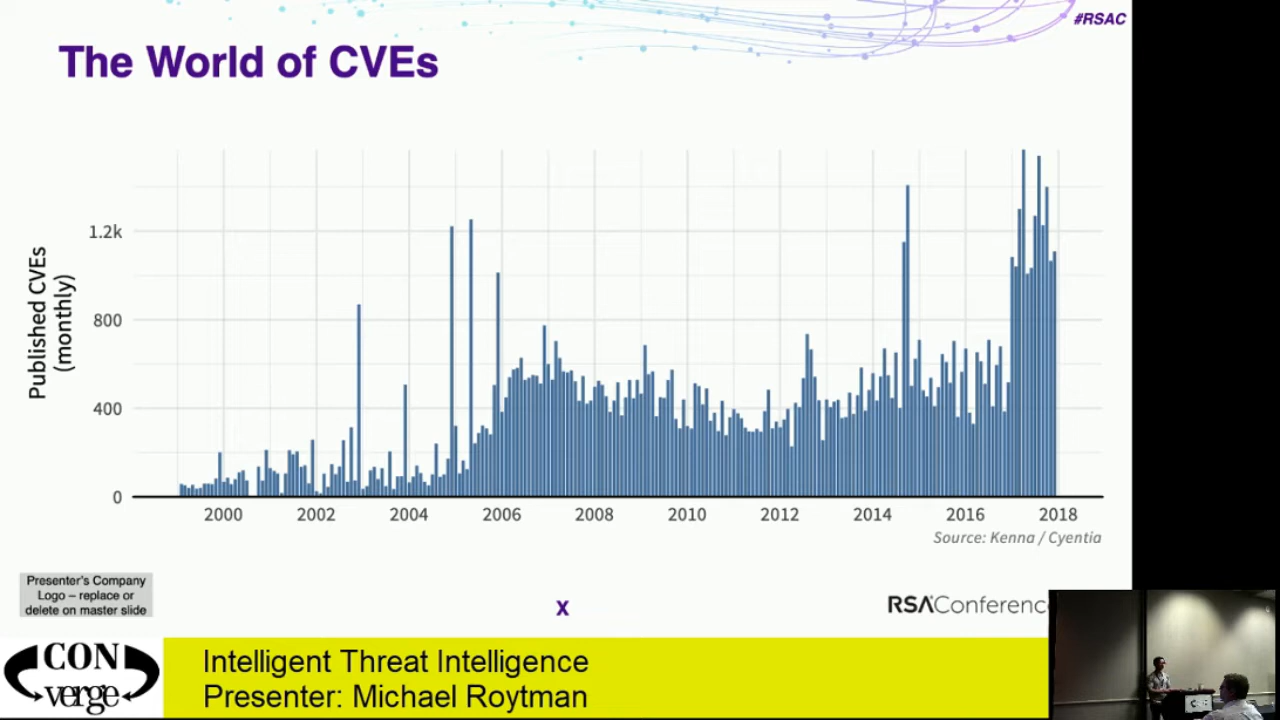 #RSAC
The World of CVEs
Published CVEs
(monthly)
1.2k
800
400
0
2000 2002 2004 2006 2008 2010 2012 2014 2016 2018
Source: Kenna / Cyentia
Presenter's Company
Logo – replace or
delete on master slide
x
RSAConference
CON
verge
Intelligent Threat Intelligence
Presenter: Michael Roytman